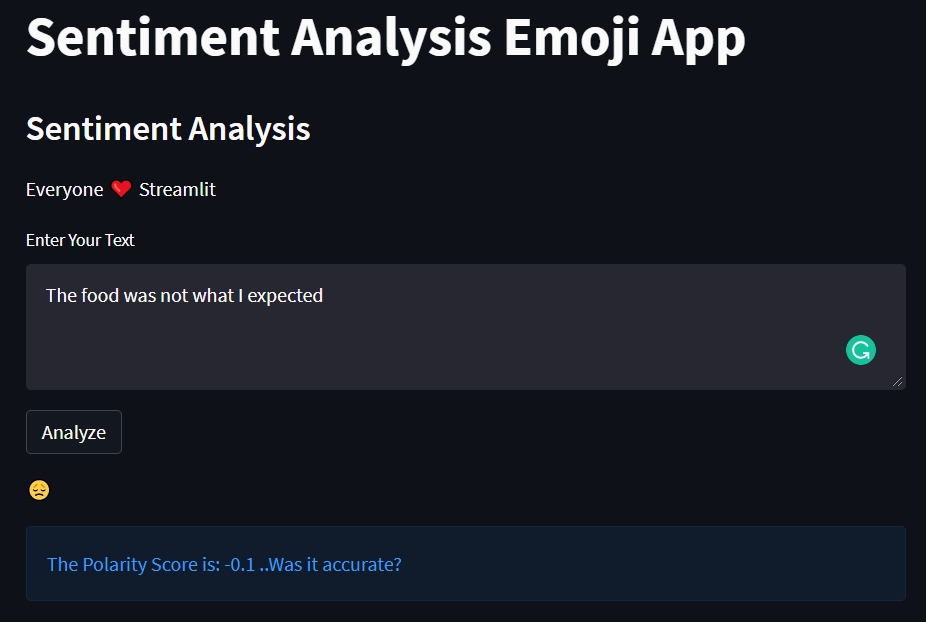 Sentiment Analysis Emoji App
Sentiment Analysis
Everyone ❤️ Streamlit
Enter Your Text
The food was not what I expected
Analyze
The Polarity Score is: -0.1 ..Was it accurate?